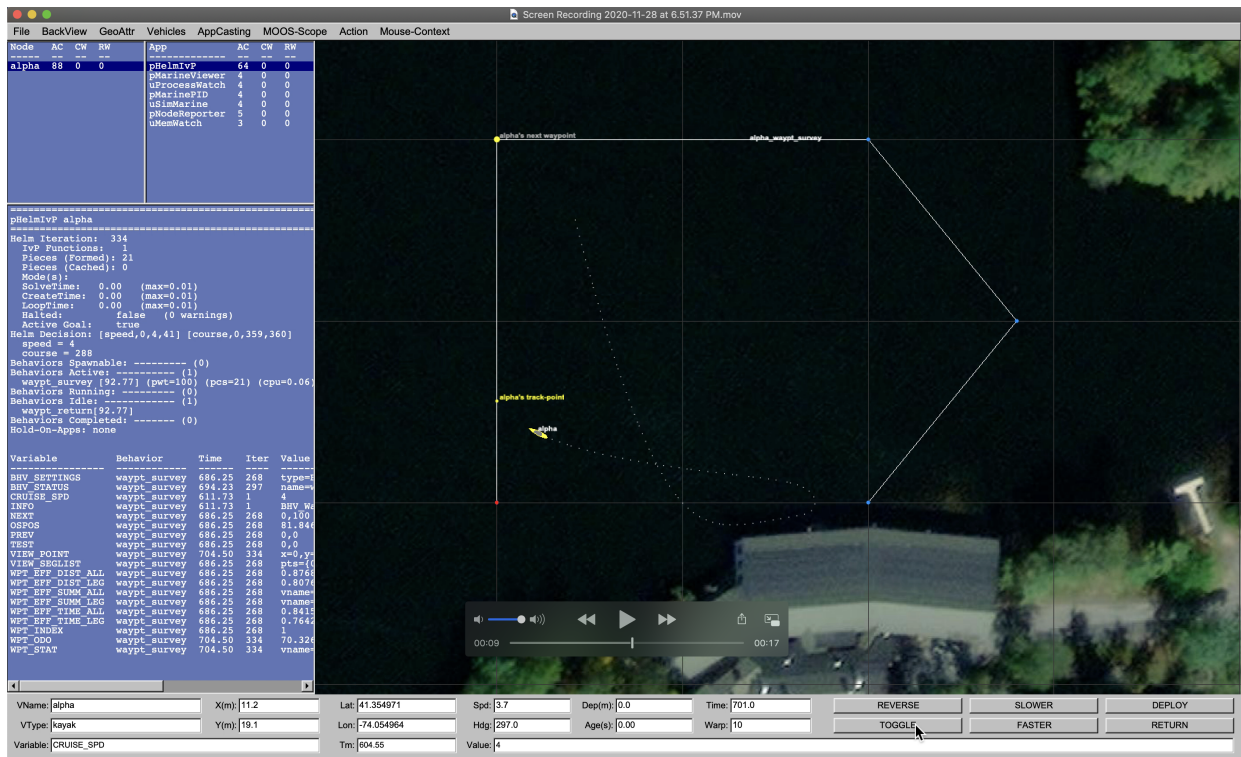 Screen Recording 2020-11-28 at 6.51.37 PM.mov
File BackView GeoAttr Vehicles AppCasting MOOS-Scope Action Mouse-Context
Node AC CW RW
----- -- -- --
alpha 88 0 0
App AC CW RW
------------- -- -- --
pHelmIvP 64 0 0
pMarineViewer 4 0 0
uProcessWatch 4 0 0
pMarinePID 4 0 0
uSimMarine 4 0 0
pNodeReporter 5 0 0
uMemWatch 3 0 0
pHelmIvP alpha
Helm Iteration: 334
IvP Functions: 1
Pieces (Formed): 21
Pieces (Cached): 0
Mode(s):
SolveTime: 0.00 (max=0.01)
CreateTime: 0.00 (max=0.01)
LoopTime: 0.00 (max=0.01)
Halted: false (0 warnings)
Active Goal: true
Helm Decision: [speed,0,4,41] [course,0,359,360]
speed = 4
course = 288
Behaviors Spawnable: --------- (0)
Behaviors Active: ------------ (1)
waypt_survey [92.77] (pwt=100) (pcs=21) (cpu=0.06)
Behaviors Running: ----------- (0)
Behaviors Idle: -------------- (1)
waypt_return[92.77]
Behaviors Completed: ------- (0)
Hold-On-Apps: none
Variable Behavior Time Iter Value
BHV_SETTINGS waypt_survey 686.25 268 type=
BHV_STATUS waypt_survey 694.23 297 name=
CRUISE_SPD waypt_survey 611.73 1 4
INFO waypt_survey 611.73 1 BHV_Wa
NEXT waypt_survey 686.25 268 0,100
OSPOS waypt_survey 686.25 268 81.846
PREV waypt_survey 686.25 268 0,0
TEST waypt_survey 686.25 268 0,0
VIEW_POINT waypt_survey 704.50 334 x=0,y=
VIEW_SEGLIST waypt_survey 686.25 268 pts={
WPT_EFF_DIST_ALL waypt_survey 686.25 268 0.8768
WPT_EFF_DIST_LEG waypt_survey 686.25 268 0.8076
WPT_EFF_SUMM_ALL waypt_survey 686.25 268 vname=
WPT_EFF_SUMM_LEG waypt_survey 686.25 268 vname=
WPT_EFF_TIME_ALL waypt_survey 686.25 268 0.8415
WPT_EFF_TIME_LEG waypt_survey 686.25 268 0.7642
WPT_INDEX waypt_survey 686.25 268 1
WPT_ODO waypt_survey 704.50 334 70.326
WPT_STAT waypt_survey 704.50 334 vname=
alpha's next waypoint
alpha_waypt_survey
alpha's track-point
alpha
00:09 00:17
VName: alpha X(m): 11.2 Lat: 41.354971 Spd: 3.7 Dep(m): 0.0 Time: 701.0 REVERSE SLOWER DEPLOY
VType: kayak Y(m): 19.1 Lon: -74.054964 Hdg: 297.0 Age(s): 0.00 Warp: 10 TOGGLE FASTER RETURN
Variable: CRUISE_SPD Tm: 604.55 Value: 4